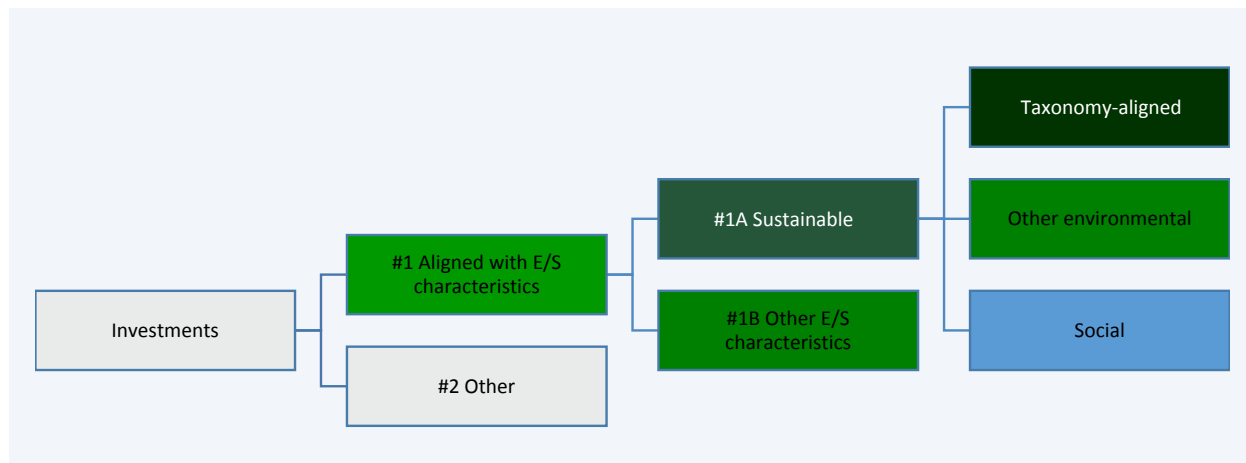 Investments
#1 Aligned with E/S
characteristics
#2 Other
#1A Sustainable
#1B Other E/S
characteristics
Taxonomy-aligned
Other environmental
Social